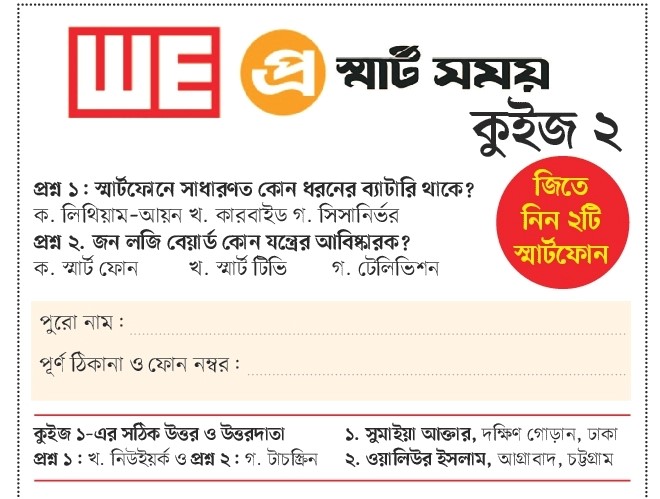 WE প্র স্মার্ট সময়
কুইজ ২
প্রশ্ন ১ : স্মার্টফোনে সাধারণত কোন ধরনের ব্যাটারি থাকে?
ক. লিথিয়াম-আয়ন খ. কারবাইড গ. সিসানির্ভর
প্রশ্ন ২. জন লজি বেয়ার্ড কোন যন্ত্রের আবিষ্কারক?
ক. স্মার্ট ফোন খ. স্মার্ট টিভি গ. টেলিভিশন
জিতে
নিন ২টি
স্মার্টফোন
পুরো নাম :
পূর্ণ ঠিকানা ও ফোন নম্বর :
কুইজ ১-এর সঠিক উত্তর ও উত্তরদাতা
প্রশ্ন ১ : খ. নিউইয়র্ক ও প্রশ্ন ২ : গ. টাচস্ক্রিন
১. সুমাইয়া আক্তার, দক্ষিণ গোড়ান, ঢাকা
২. ওয়ালিউর ইসলাম, আগ্রাবাদ, চট্টগ্রাম